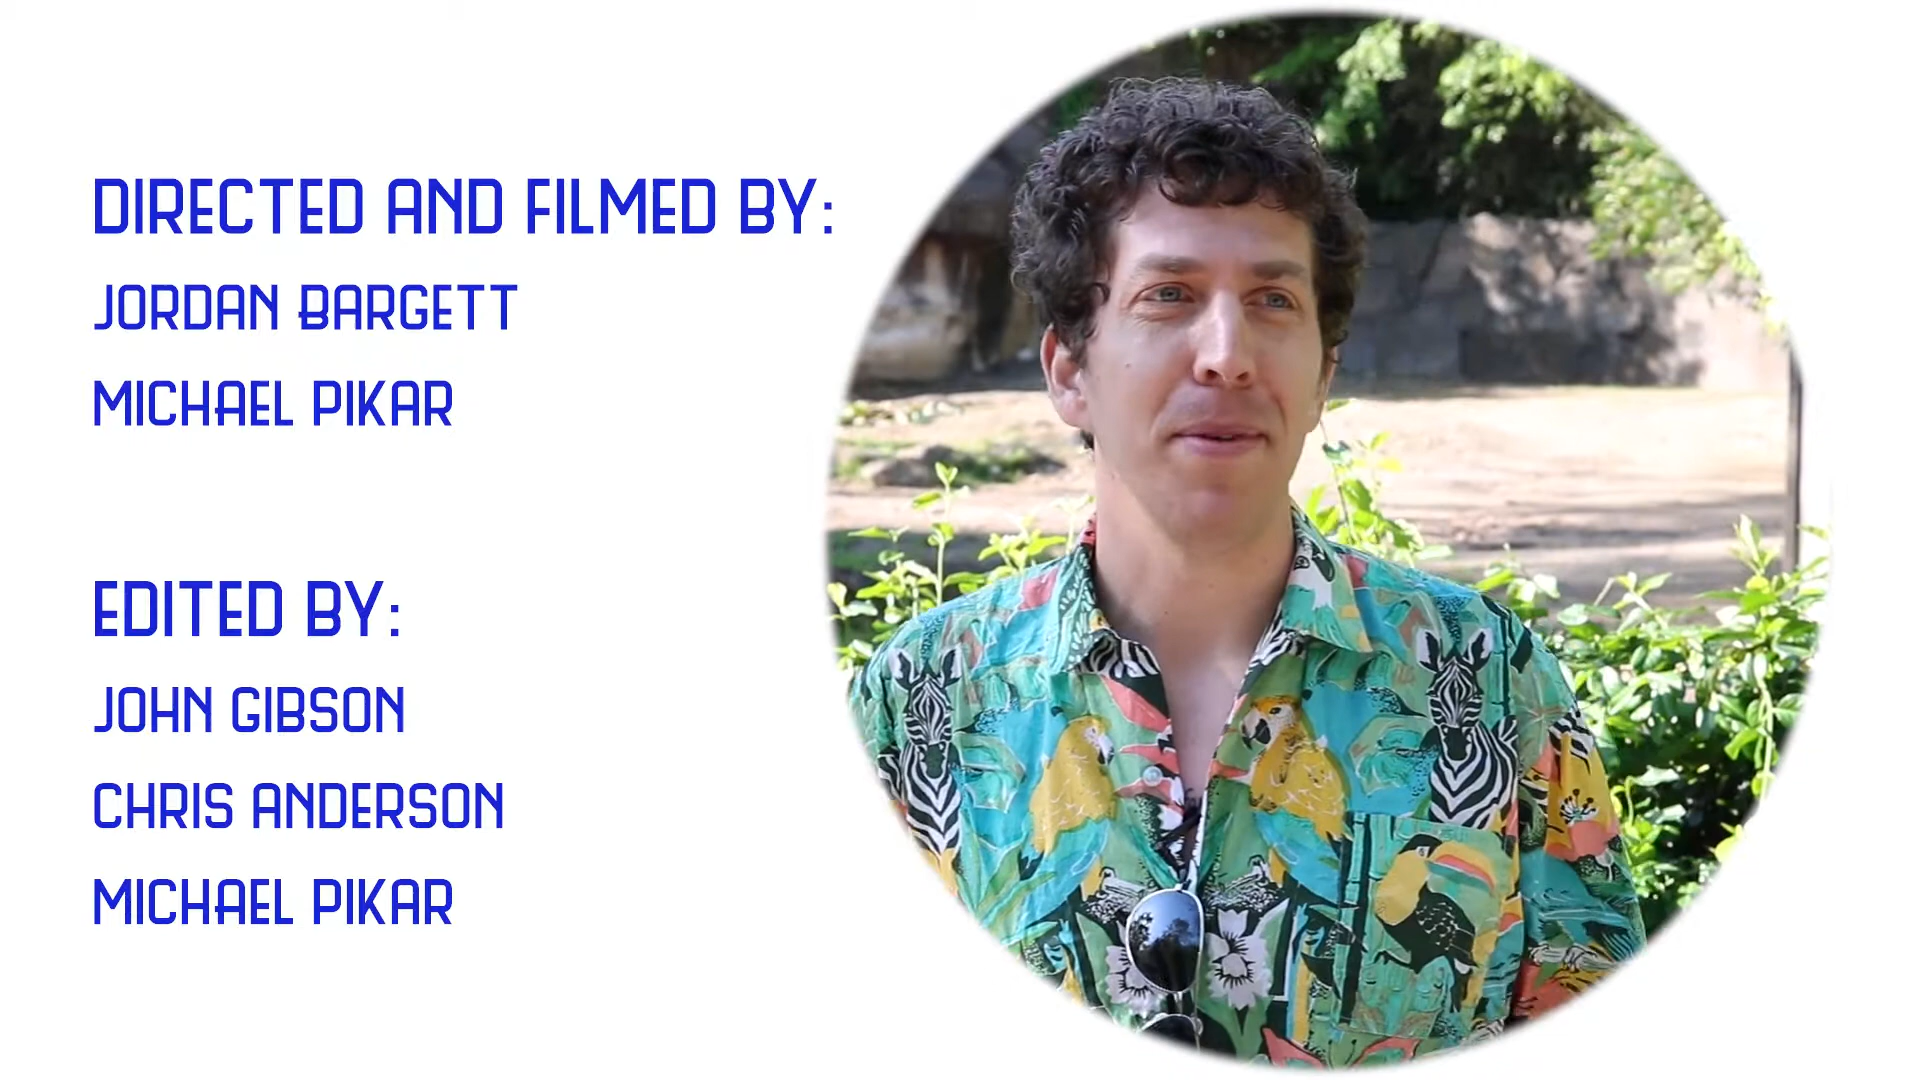 DIRECTED AND FILMED BY:
JORDAN BARGETT
MICHAEL PIKAR
EDITED BY:
JOHN GIBSON
CHRIS ANDERSON
MICHAEL PIKAR